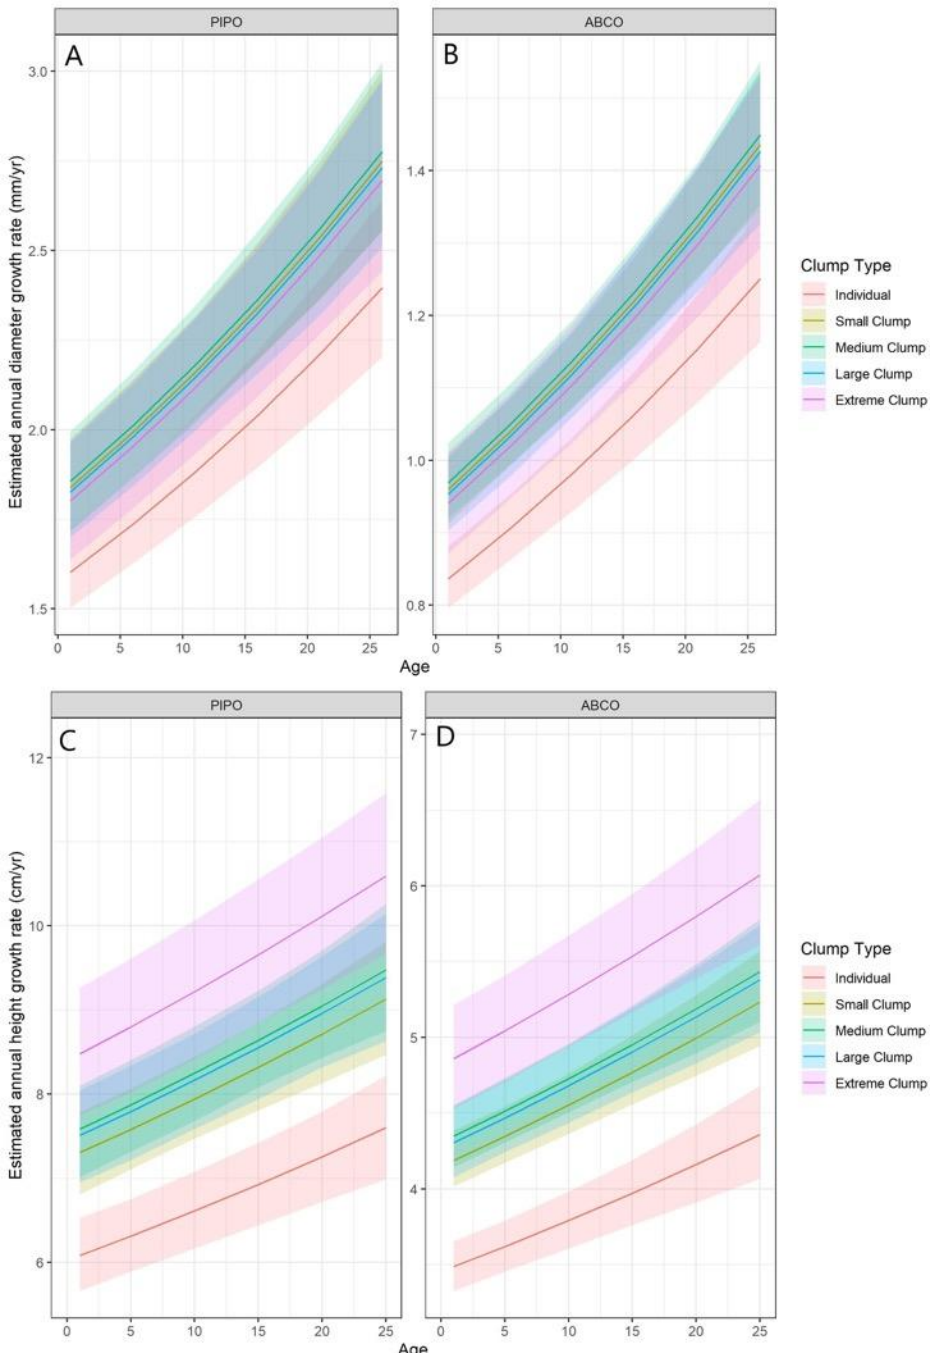 PIPO
ABCO
A
B
3.0
2.5
2.0
1.5
1.4
1.2
1.0
0.8
Estimated annual diameter growth rate (mm/yr)
0 5 10 15 20 25
0 5 10 15 20 25
Age
Clump Type
Individual
Small Clump
Medium Clump
Large Clump
Extreme Clump
PIPO
ABCO
C
D
12
10
8
6
7
6
5
4
Estimated annual height growth rate (cm/yr)
0 5 10 15 20 25
0 5 10 15 20 25
Age
Clump Type
Individual
Small Clump
Medium Clump
Large Clump
Extreme Clump